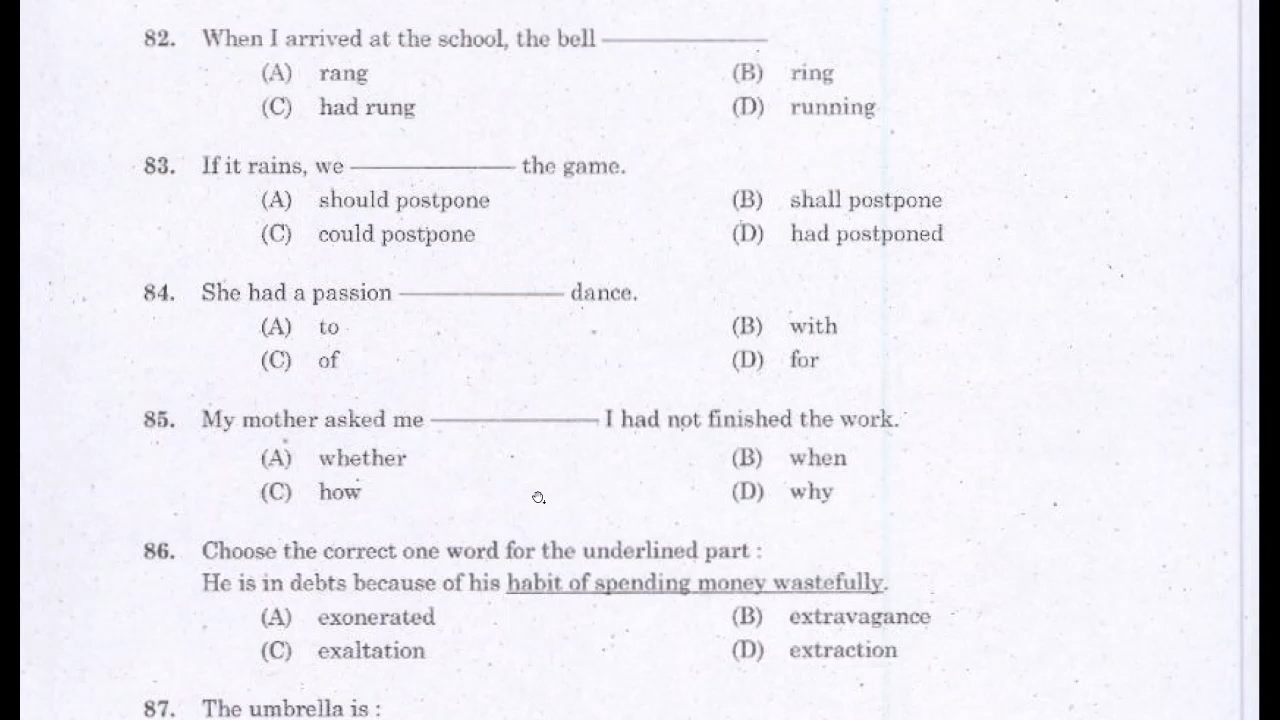 82. When I arrived at the school, the bell
(A) rang (B) ring
(C) had rung (D) running
83. If it rains, we the game.
(A) should postpone (B) shall postpone
(C) could postpone (D) had postponed
84. She had a passion dance.
(A) to (B) with
(C) of (D) for
85. My mother asked me I had not finished the work.
(A) whether (B) when
(C) how (D) why
86. Choose the correct one word for the underlined part :
He is in debts because of his habit of spending money wastefully.
(A) exonerated (B) extravagance
(C) exaltation (D) extraction
87. The umbrella is :